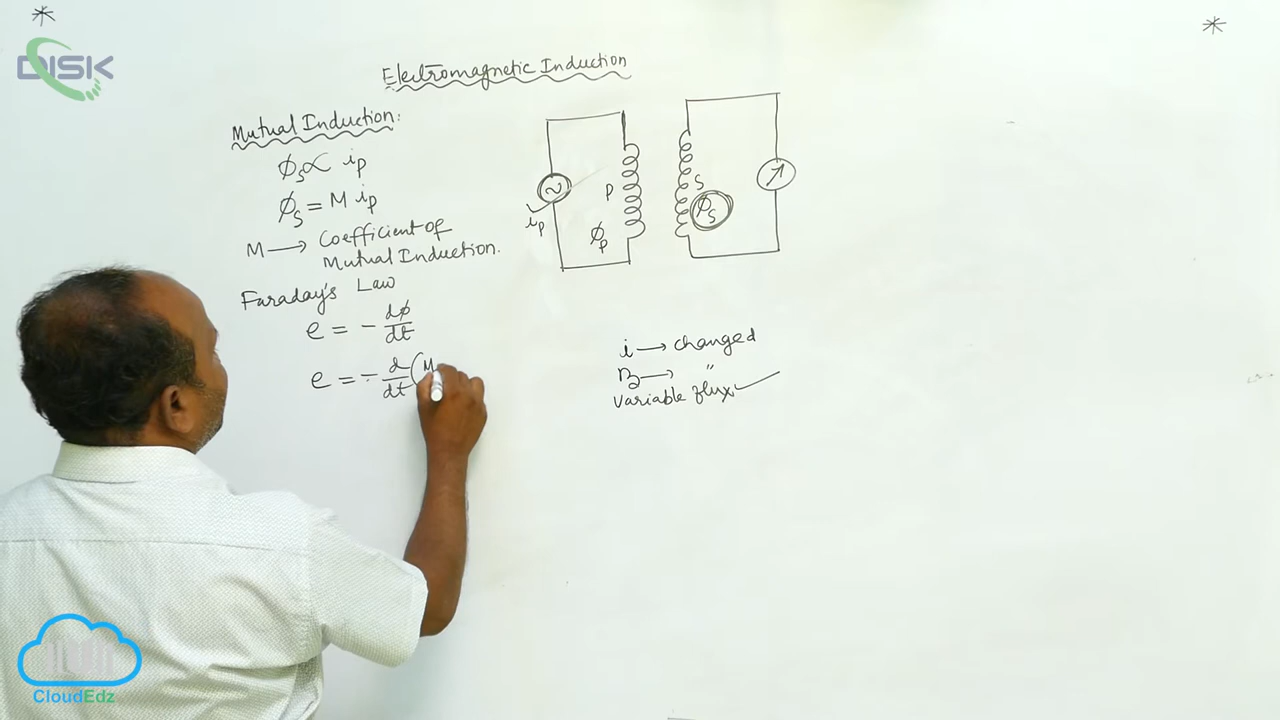 *
*
DISK
Electromagnetic Induction
Mutual Induction:
ϕs ∝ ip
ϕs = M ip
M → Coefficient of
Mutual Induction.
Faraday's Law
e = - dϕ/dt
e = - d/dt (M
P
ϕp
ip
~
S
ϕs
i → changed
B → "
Variable flux ✓
CloudEdz